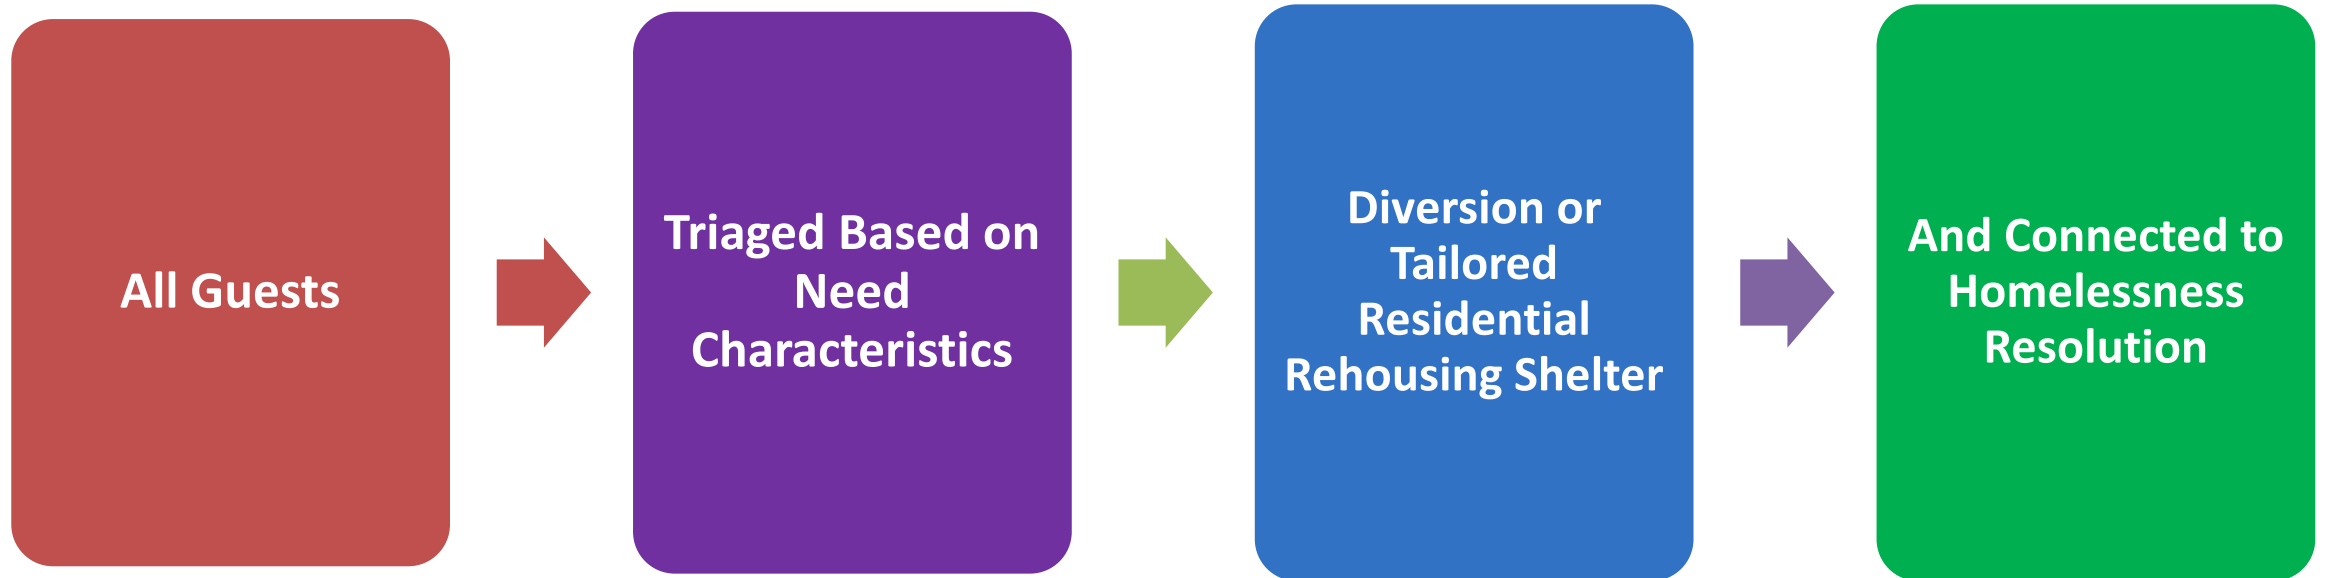 All Guests
Triaged Based on
Need
Characteristics
Diversion or
Tailored
Residential
Rehousing Shelter
And Connected to
Homelessness
Resolution